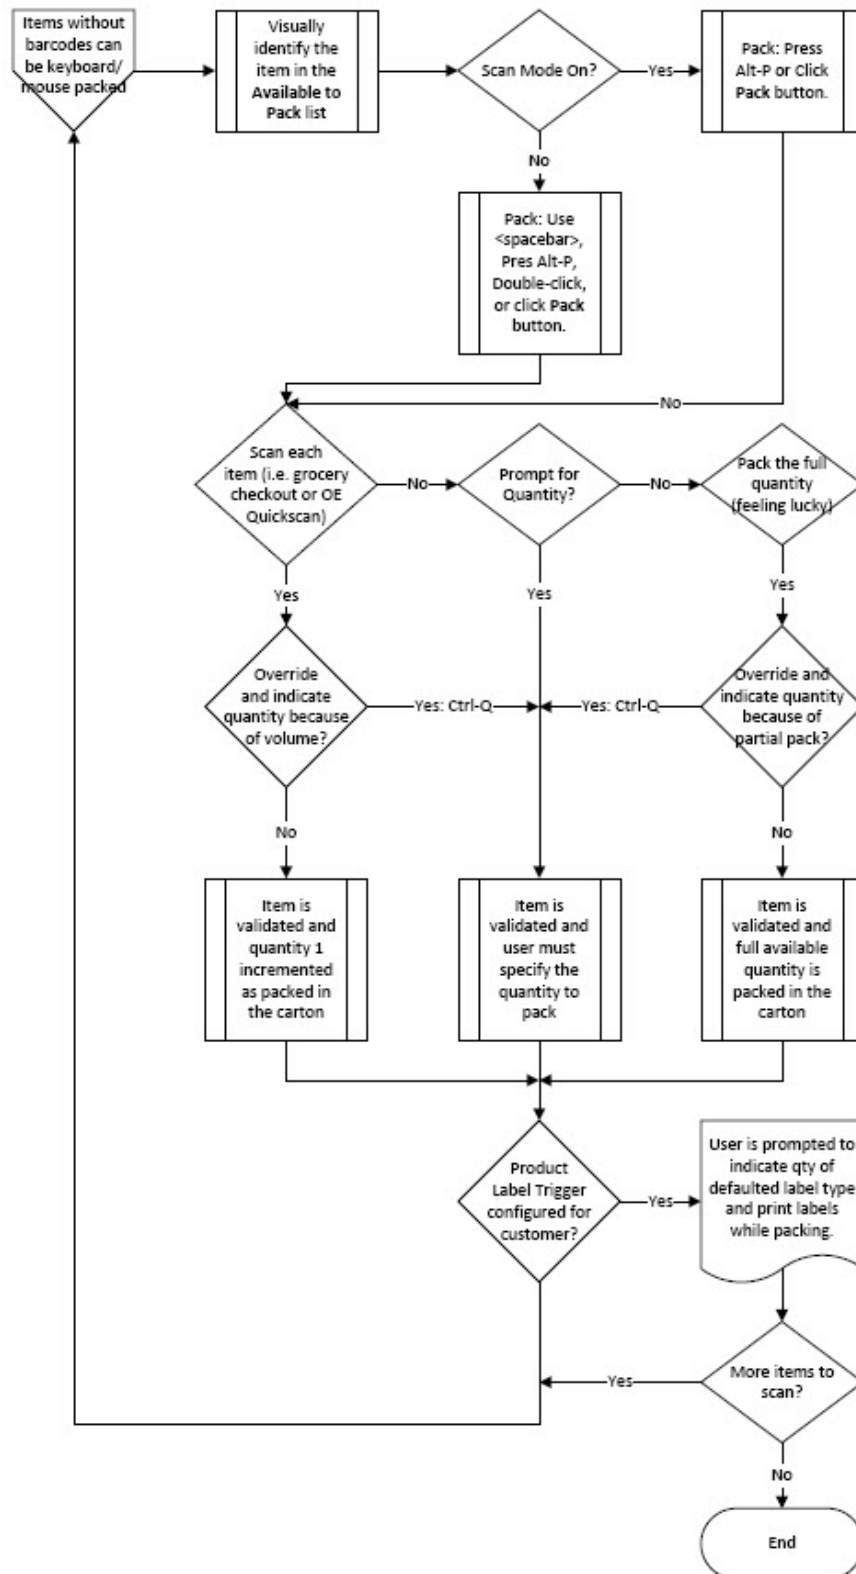 Items without
barcodes can
be keyboard/
mouse packed
Visually
identify the
item in the
Available to
Pack list
Scan Mode On?
Yes
Pack: Press
Alt-P or Click
Pack button.
No
Pack: Use
<spacebar>,
Pres Alt-P,
Double-click,
or click Pack
button.
No
Scan each
item (i.e. grocery
checkout or OE
Quickscan)
No
Prompt for
Quantity?
No
Pack the full
quantity
(feeling lucky)
Yes
Yes
Yes
Override
and indicate
quantity because
of volume?
Yes: Ctrl-Q
Yes: Ctrl-Q
Override and
indicate quantity
because of
partial pack?
No
No
Item is
validated and
quantity 1
incremented
as packed in
the carton
Item is
validated and
user must
specify the
quantity to
pack
Item is
validated and
full available
quantity is
packed in the
carton
Product
Label Trigger
configured for
customer?
Yes
User is prompted to
indicate qty of
defaulted label type
and print labels
while packing.
Yes
More items to
scan?
No
End